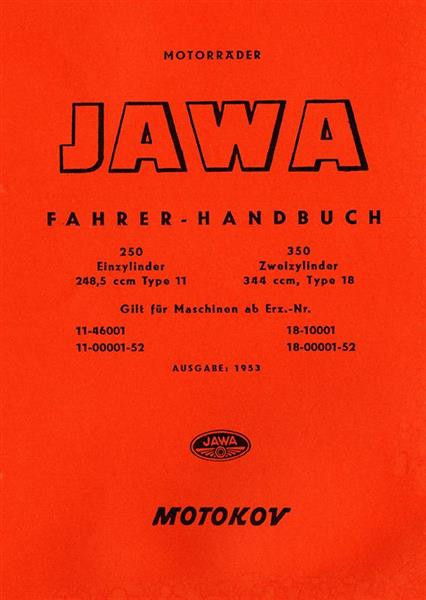 MOTORRÄDER
JAWA
FAHRER-HANDBUCH
250 350
Einzylinder Zweizylinder
248,5 ccm Type 11 344 ccm, Type 18
Gilt für Maschinen ab Erz.-Nr.
11-46001 18-10001
11-00001-52 18-00001-52
AUSGABE: 1953
JAWA
MOTOKOV